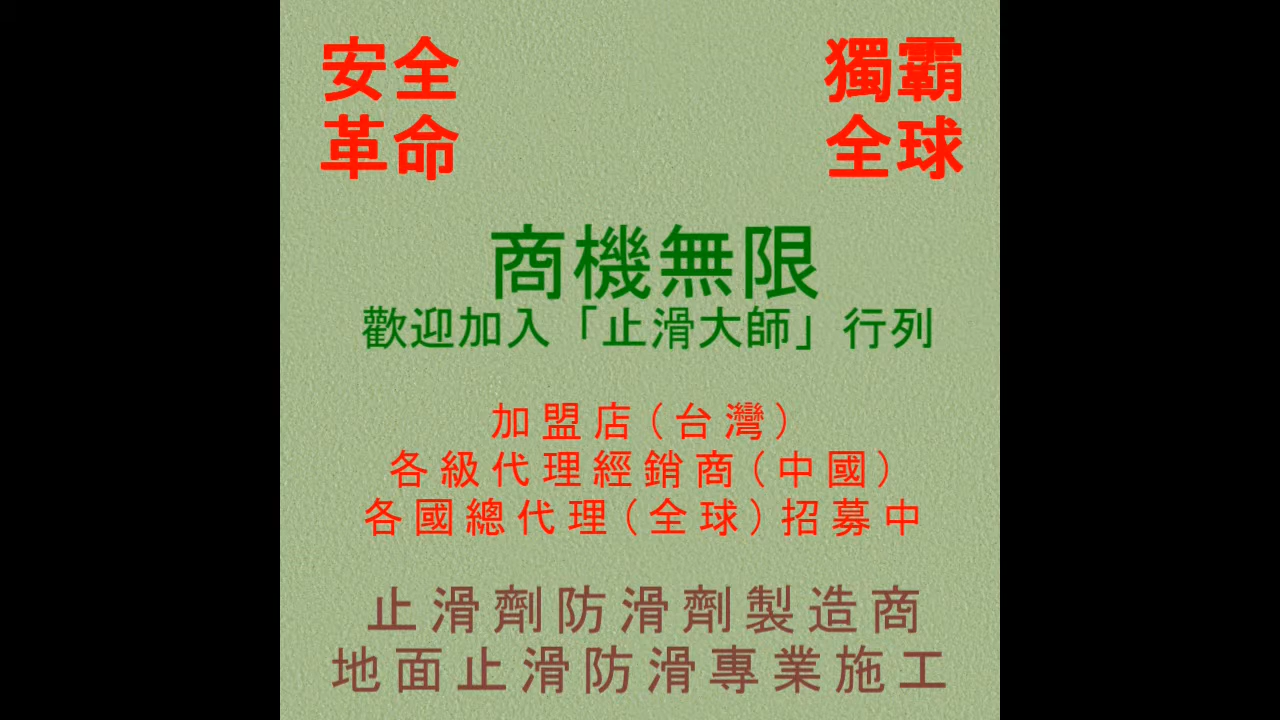 安全
革命
獨霸
全球
商機無限
歡迎加入「止滑大師」行列
加盟店(台灣)
各級代理經銷商(中國)
各國總代理(全球)招募中
止滑劑防滑劑製造商
地面止滑防滑專業施工